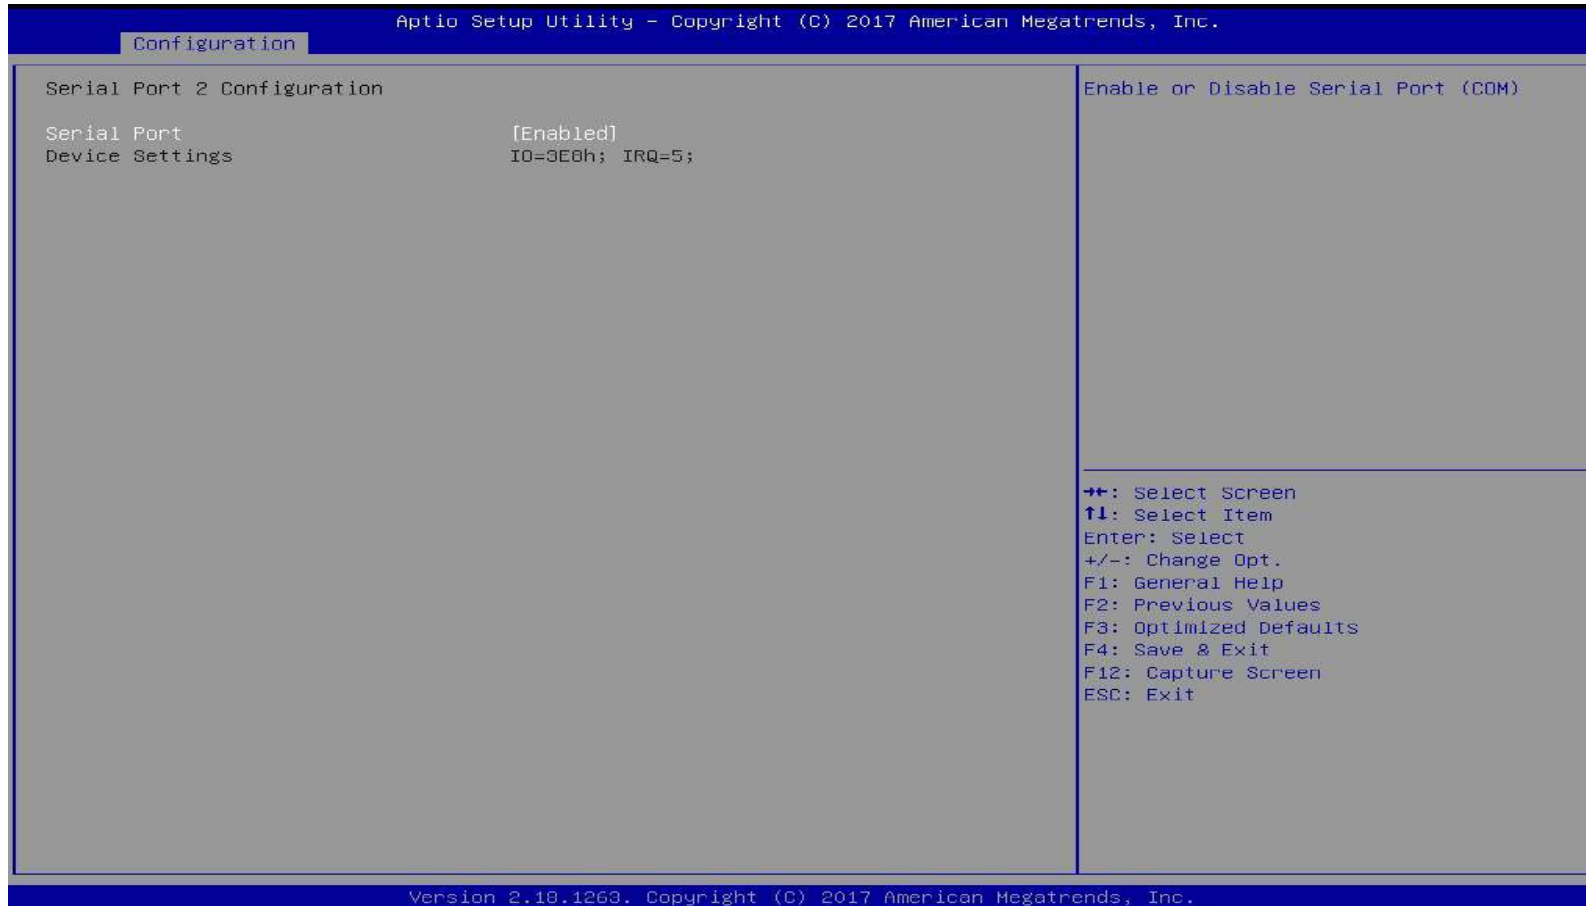 Aptio Setup Utility – Copyright (C) 2017 American Megatrends, Inc.
Configuration
Serial Port 2 Configuration
Serial Port [Enabled]
Device Settings IO=3E8h; IRQ=5;
Enable or Disable Serial Port (COM)
→←: Select Screen
↑↓: Select Item
Enter: Select
+/-: Change Opt.
F1: General Help
F2: Previous Values
F3: Optimized Defaults
F4: Save & Exit
F12: Capture Screen
ESC: Exit
Version 2.18.1263. Copyright (C) 2017 American Megatrends, Inc.